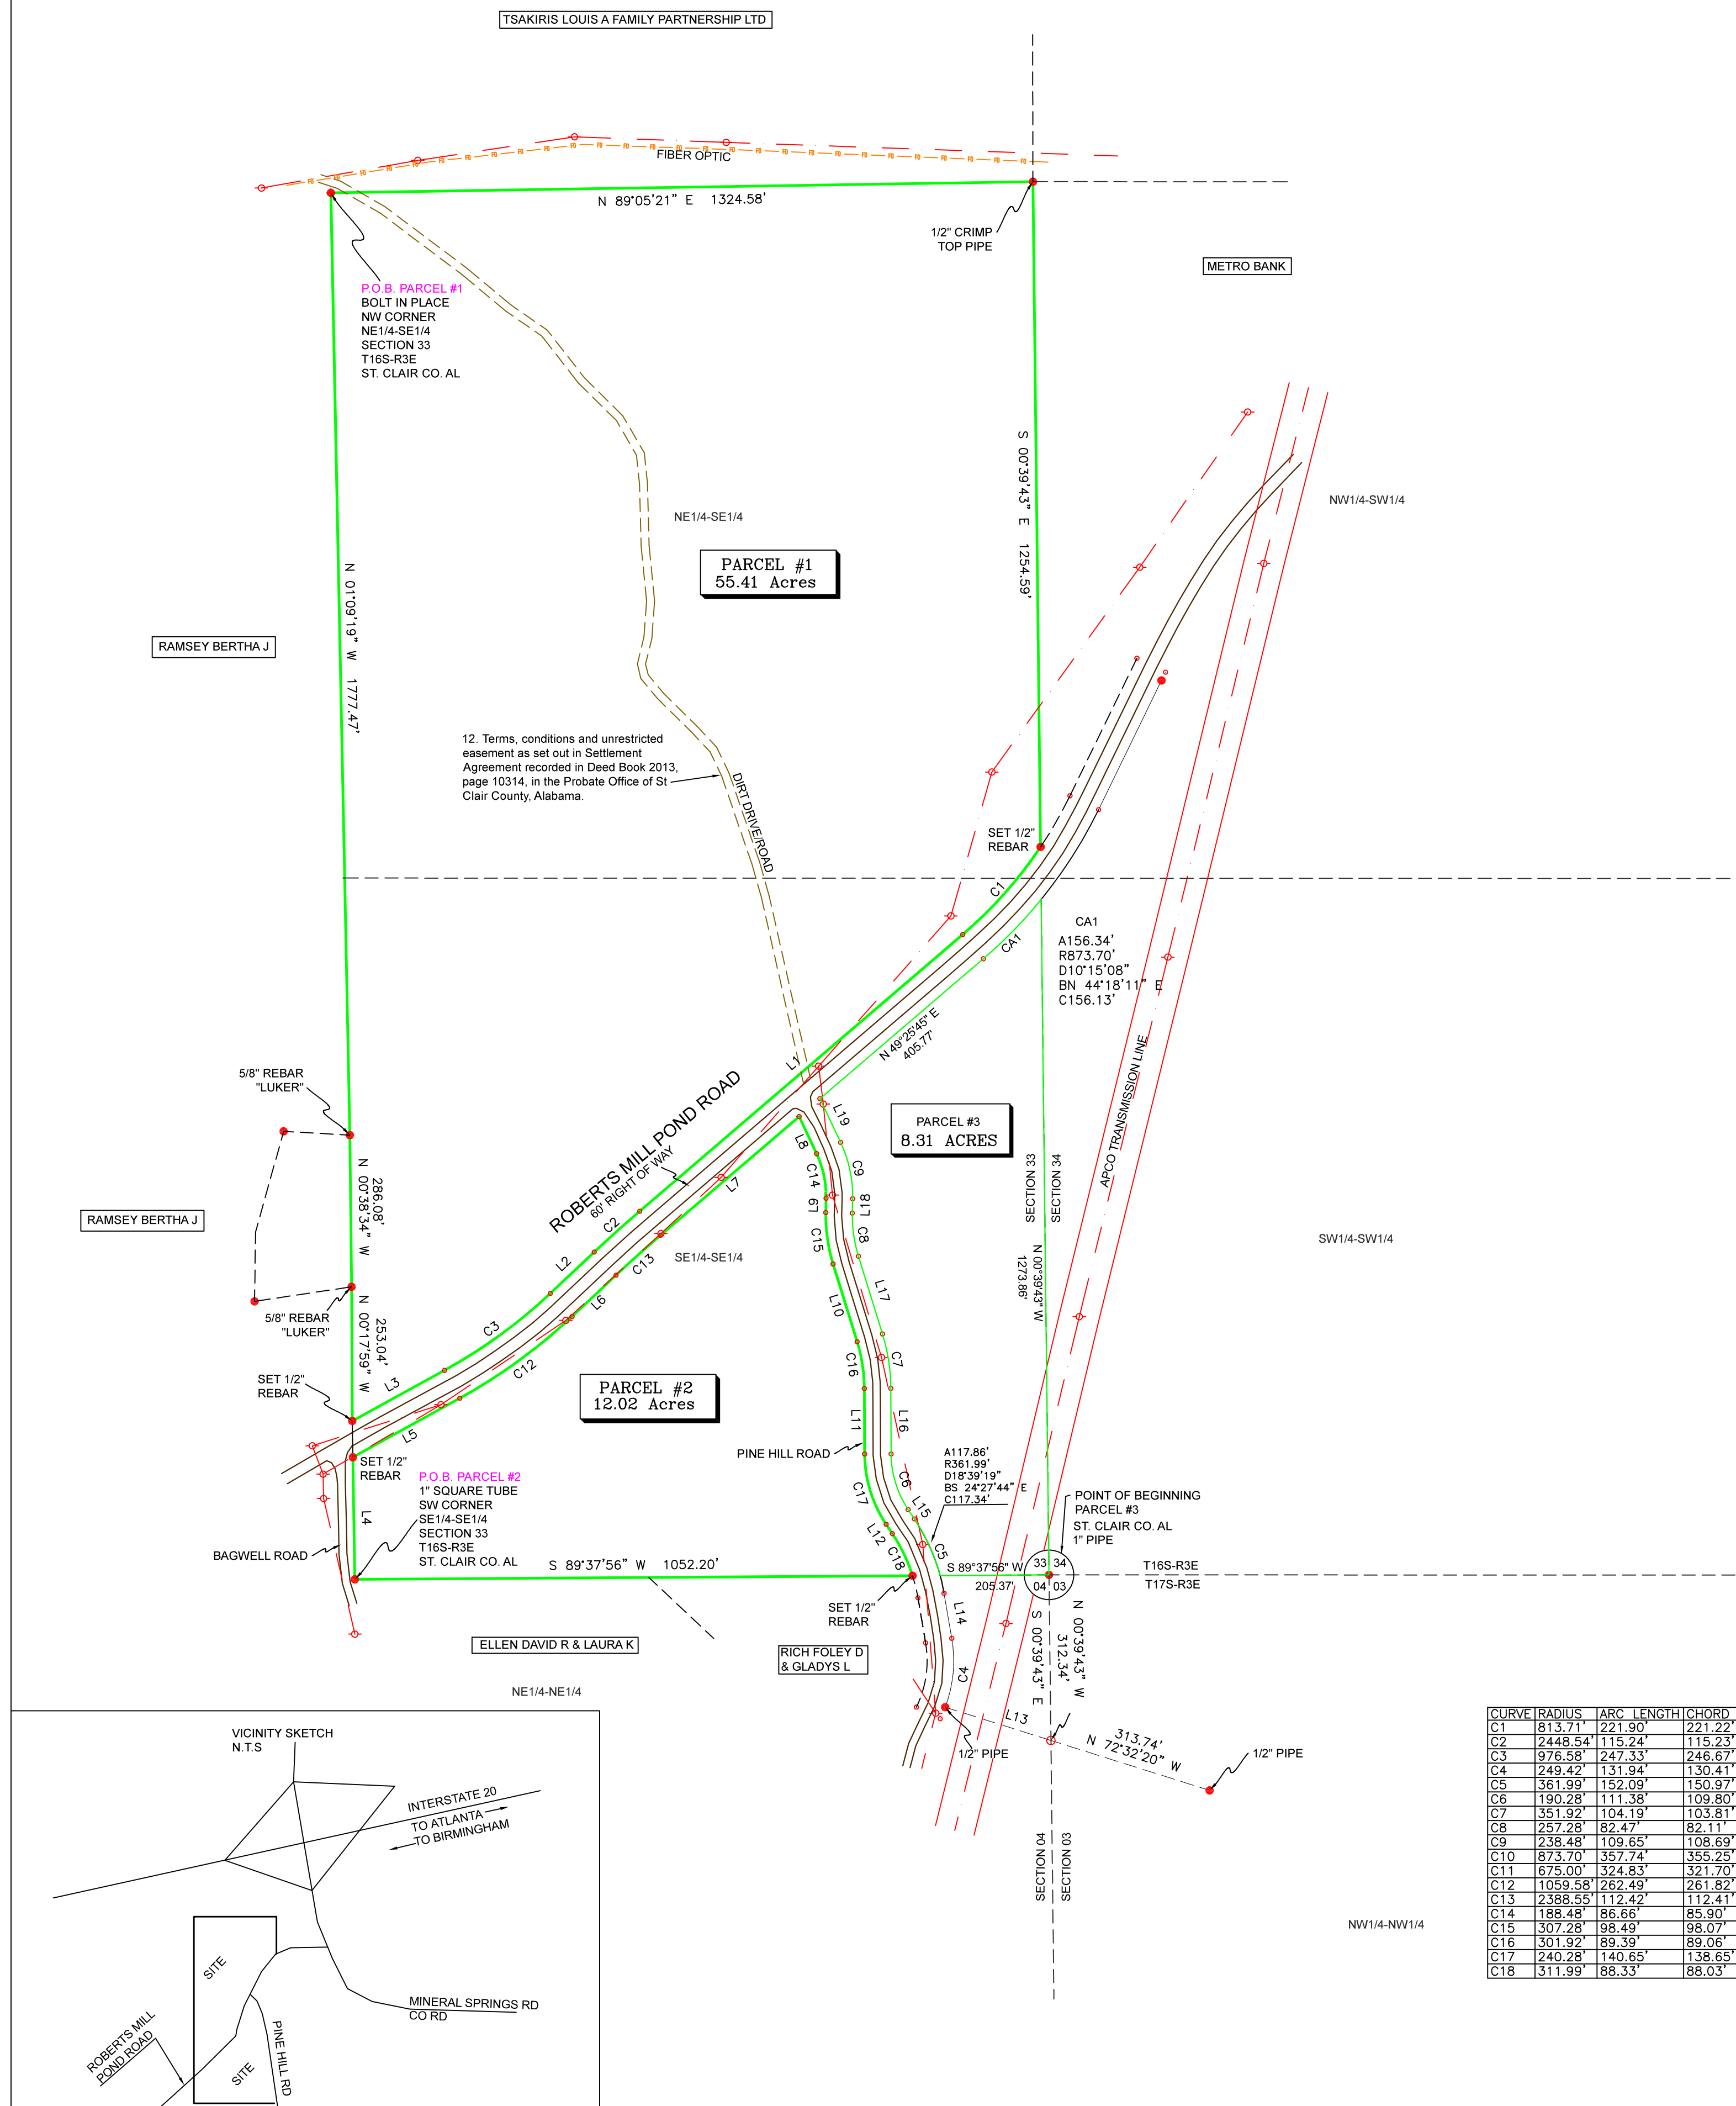 TSAKIRIS LOUIS A FAMILY PARTNERSHIP LTD
FIBER OPTIC
N 89°05'21" E 1324.58'
1/2" CRIMP
TOP PIPE
METRO BANK
P.O.B. PARCEL #1
BOLT IN PLACE
NW CORNER
NE1/4-SE1/4
SECTION 33
T16S-R3E
ST. CLAIR CO. AL
S 00°39'43" E 1254.59'
NW1/4-SW1/4
NE1/4-SE1/4
PARCEL #1
55.41 Acres
N 01°09'19" W 1777.47'
RAMSEY BERTHA J
12. Terms, conditions and unrestricted
easement as set out in Settlement
Agreement recorded in Deed Book 2013,
page 10314, in the Probate Office of St
Clair County, Alabama.
DIRT DRIVE/ROAD
SET 1/2"
REBAR
C1
CA1
CA1
A156.34'
R873.70'
D10°15'08"
BN 44°18'11" E
C156.13'
N 49°25'45" E
405.77'
APCO TRANSMISSION LINE
5/8" REBAR
"LUKER"
L1
ROBERTS MILL POND ROAD
60' RIGHT OF WAY
L19
PARCEL #3
8.31 ACRES
L8
L7
C14
C9
L9
L18
SECTION 33
SECTION 34
286.08'
N 00°38'34" W
RAMSEY BERTHA J
C2
C15
C8
SE1/4-SE1/4
SW1/4-SW1/4
N 00°39'43" W
1273.86'
C13
L2
L17
L6
L10
5/8" REBAR
"LUKER"
253.04'
N 00°17'59" W
C3
C7
C16
C12
SET 1/2"
REBAR
L3
PARCEL #2
12.02 Acres
L11
L16
L5
PINE HILL ROAD
A117.86'
R361.99'
D18°39'19"
BS 24°27'44" E
C117.34'
SET 1/2"
REBAR
P.O.B. PARCEL #2
1" SQUARE TUBE
SW CORNER
SE1/4-SE1/4
SECTION 33
T16S-R3E
ST. CLAIR CO. AL
L4
C17
C6
L15
L12
POINT OF BEGINNING
PARCEL #3
ST. CLAIR CO. AL
1" PIPE
BAGWELL ROAD
C18
C5
S 89°37'56" W 1052.20'
S 89°37'56" W
205.37'
33 34
04 03
T16S-R3E
T17S-R3E
SET 1/2"
REBAR
L14
S 00°39'43" E
312.34'
N 00°39'43" W
ELLEN DAVID R & LAURA K
RICH FOLEY D
& GLADYS L
C4
NE1/4-NE1/4
L13
313.74'
N 72°32'20" W
1/2" PIPE
1/2" PIPE
SECTION 04
SECTION 03
NW1/4-NW1/4
VICINITY SKETCH
N.T.S
INTERSTATE 20
TO ATLANTA
TO BIRMINGHAM
SITE
MINERAL SPRINGS RD
CO RD
ROBERTS MILL
POND ROAD
PINE HILL RD
SITE
CURVE RADIUS ARC LENGTH CHORD
C1 813.71' 221.90' 221.22'
C2 2448.54' 115.24' 115.23'
C3 976.58' 247.33' 246.67'
C4 249.42' 131.94' 130.41'
C5 361.99' 152.09' 150.97'
C6 190.28' 111.38' 109.80'
C7 351.92' 104.19' 103.81'
C8 257.28' 82.47' 82.11'
C9 238.48' 109.65' 108.69'
C10 873.70' 357.74' 355.25'
C11 675.00' 324.83' 321.70'
C12 1059.58' 262.49' 261.82'
C13 2388.55' 112.42' 112.41'
C14 188.48' 86.66' 85.90'
C15 307.28' 98.49' 98.07'
C16 301.92' 89.39' 89.06'
C17 240.28' 140.65' 138.65'
C18 311.99' 88.33' 88.03'